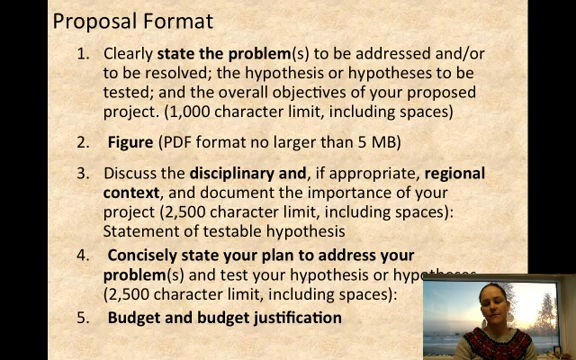 Proposal Format
1. Clearly state the problem(s) to be addressed and/or
to be resolved; the hypothesis or hypotheses to be
tested; and the overall objectives of your proposed
project. (1,000 character limit, including spaces)
2. Figure (PDF format no larger than 5 MB)
3. Discuss the disciplinary and, if appropriate, regional
context, and document the importance of your
project (2,500 character limit, including spaces):
Statement of testable hypothesis
4. Concisely state your plan to address your
problem(s) and test your hypothesis or hypotheses
(2,500 character limit, including spaces):
5. Budget and budget justification